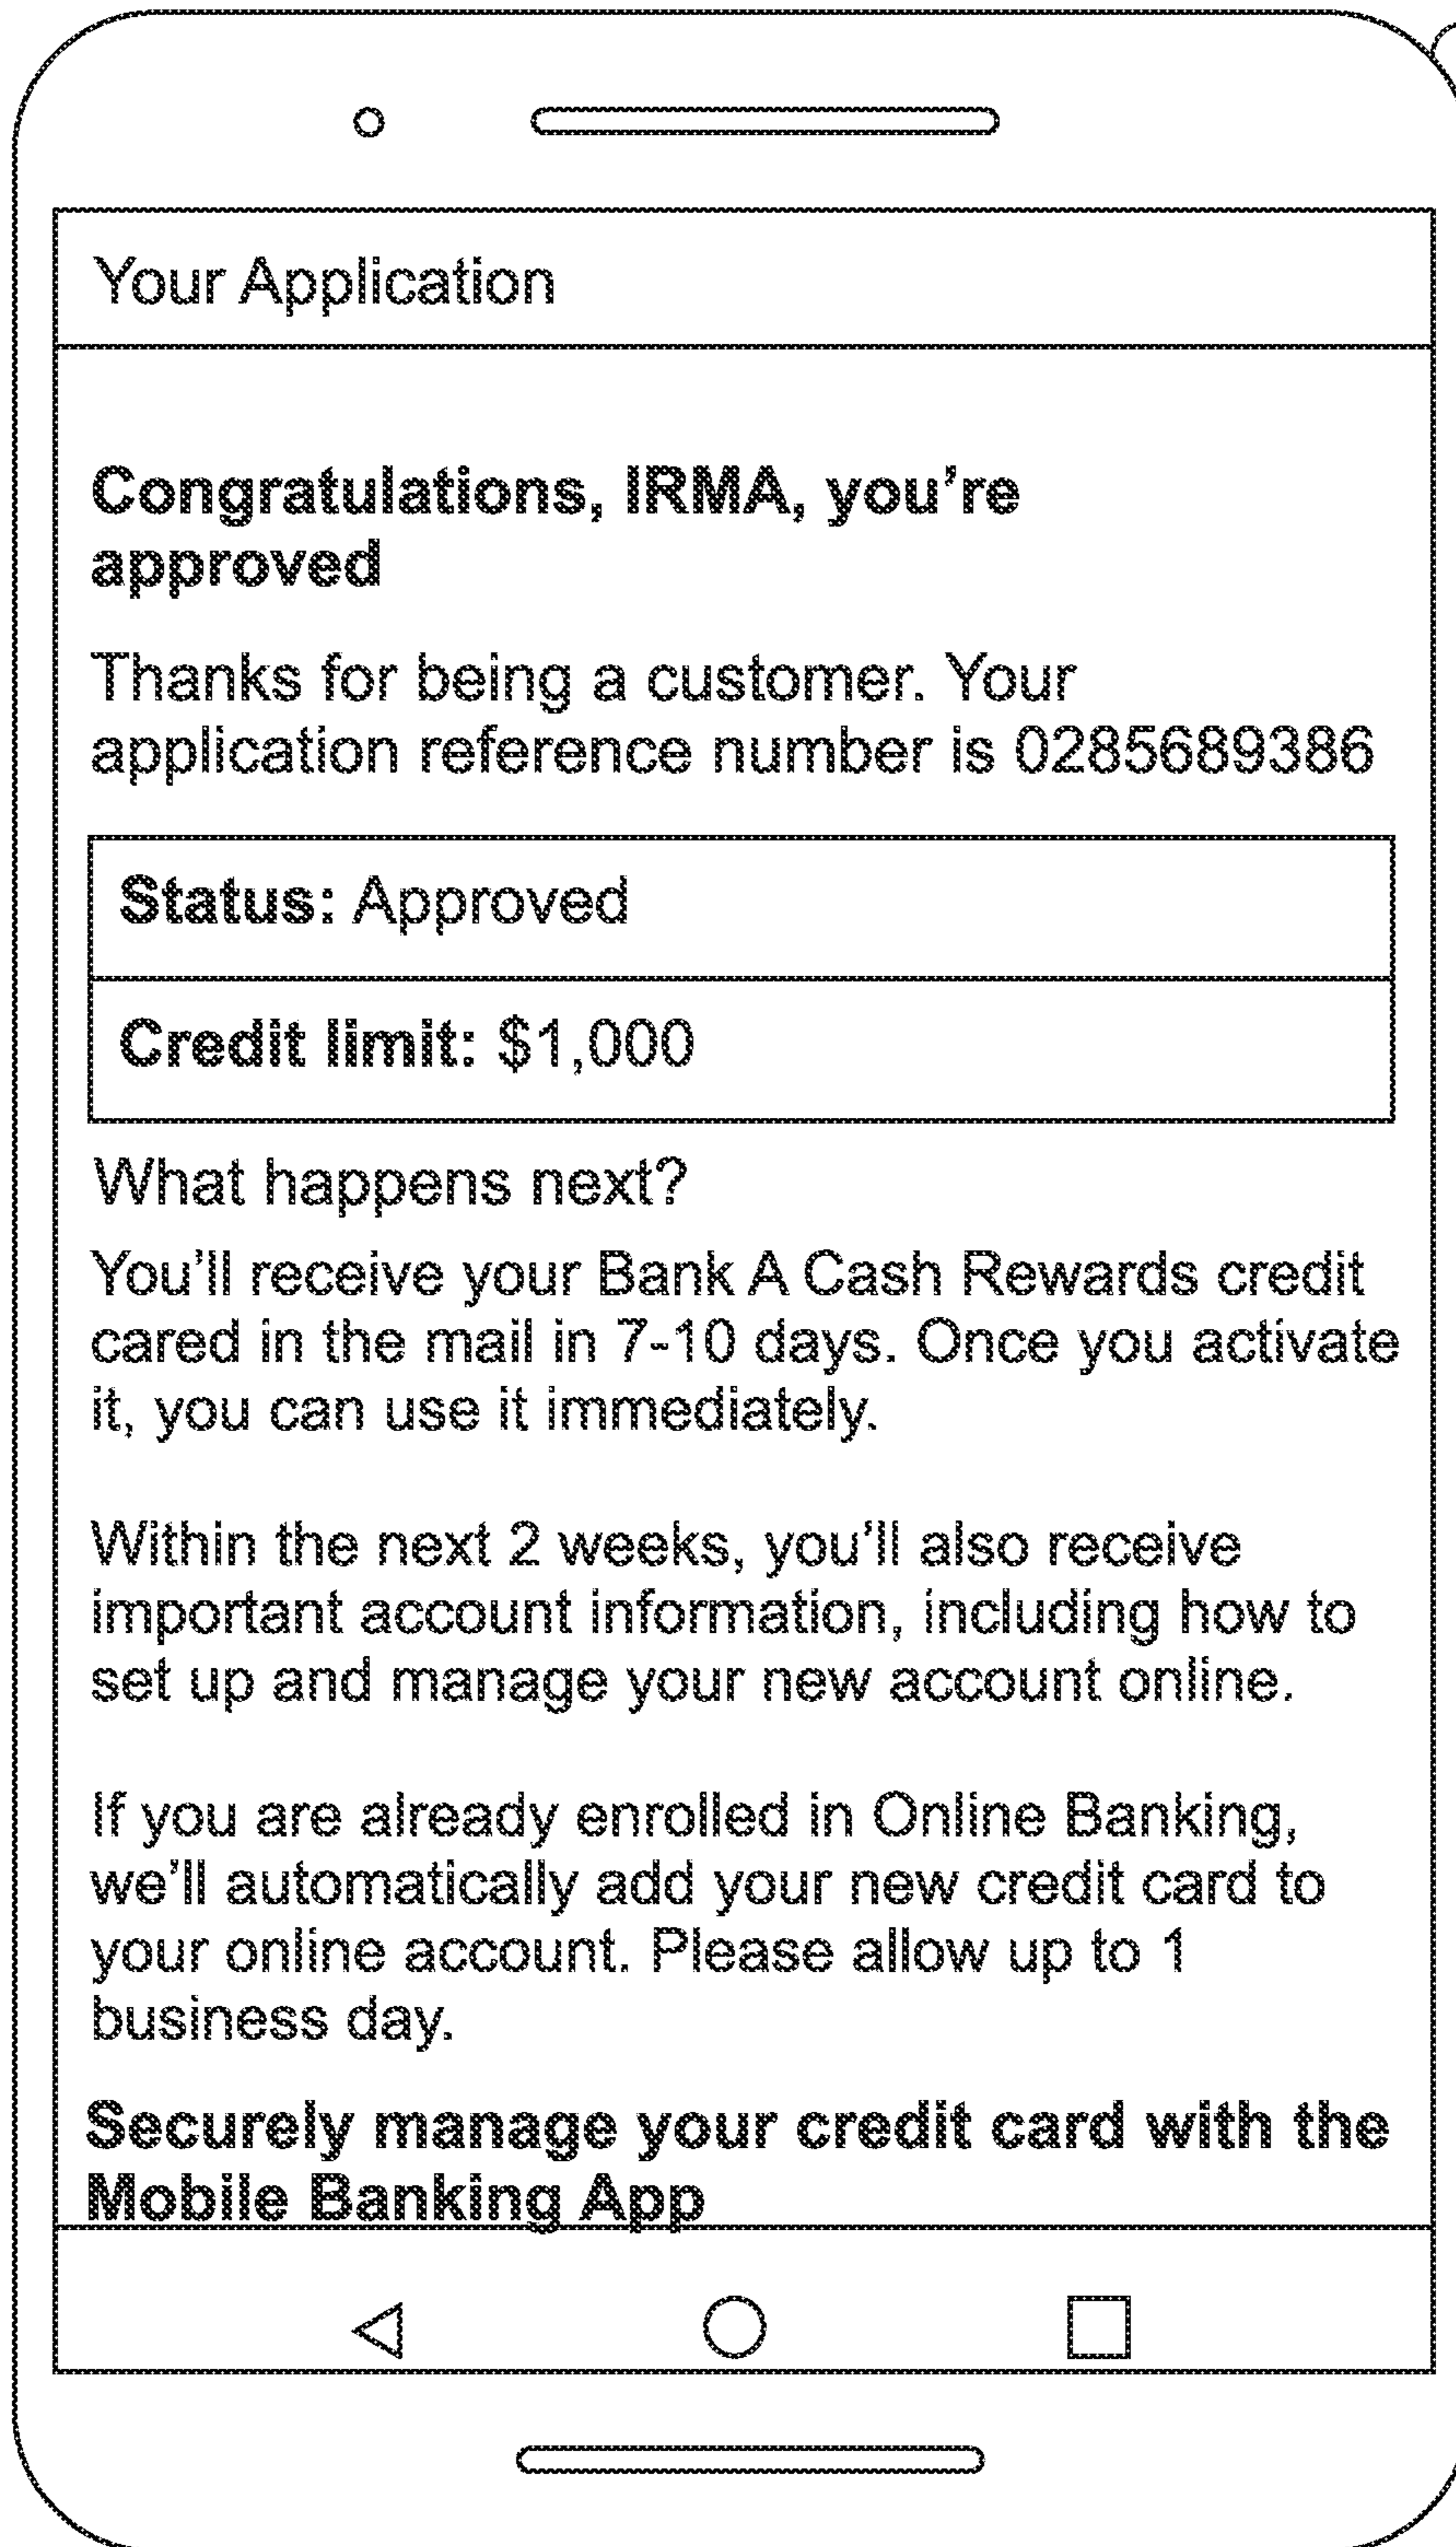 Your Application
Congratulations, IRMA, you're
approved
Thanks for being a customer. Your
application reference number is 0285689386
Status: Approved
Credit limit: $1,000
What happens next?
You'll receive your Bank A Cash Rewards credit
cared in the mail in 7-10 days. Once you activate
it, you can use it immediately.
Within the next 2 weeks, you'll also receive
important account information, including how to
set up and manage your new account online.
If you are already enrolled in Online Banking,
we'll automatically add your new credit card to
your online account. Please allow up to 1
business day.
Securely manage your credit card with the
Mobile Banking App